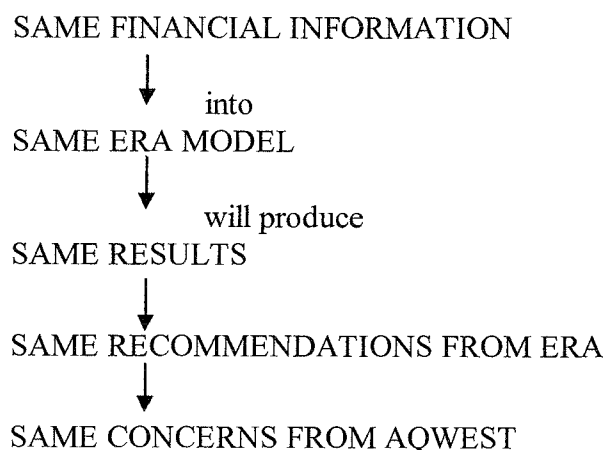 SAME FINANCIAL INFORMATION
into
SAME ERA MODEL
will produce
SAME RESULTS
SAME RECOMMENDATIONS FROM ERA
SAME CONCERNS FROM AQWEST